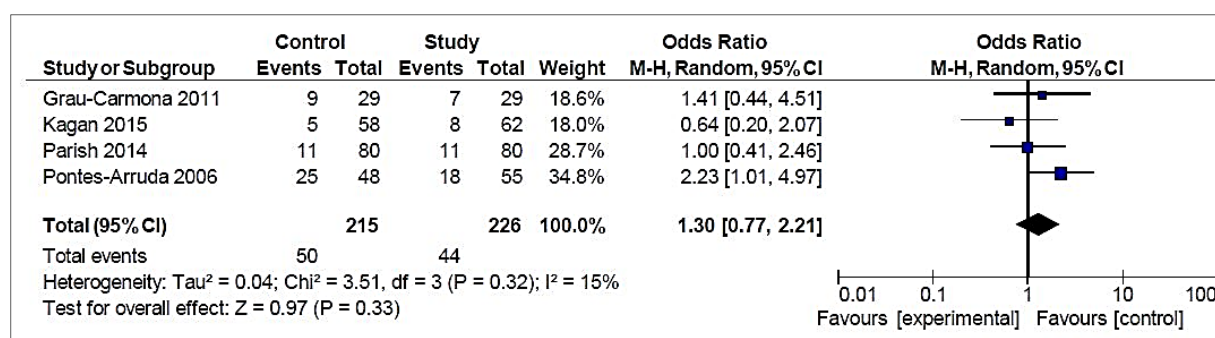 Control Study Odds Ratio Odds Ratio
Study or Subgroup Events Total Events Total Weight M-H, Random, 95% CI M-H, Random, 95% CI
Grau-Carmona 2011 9 29 7 29 18.6% 1.41 [0.44, 4.51]
Kagan 2015 5 58 8 62 18.0% 0.64 [0.20, 2.07]
Parish 2014 11 80 11 80 28.7% 1.00 [0.41, 2.46]
Pontes-Arruda 2006 25 48 18 55 34.8% 2.23 [1.01, 4.97]
Total (95% CI) 215 226 100.0% 1.30 [0.77, 2.21]
Total events 50 44
Heterogeneity: Tau² = 0.04; Chi² = 3.51, df = 3 (P = 0.32); I² = 15%
Test for overall effect: Z = 0.97 (P = 0.33)
0.01 0.1 1 10 100
Favours [experimental] Favours [control]